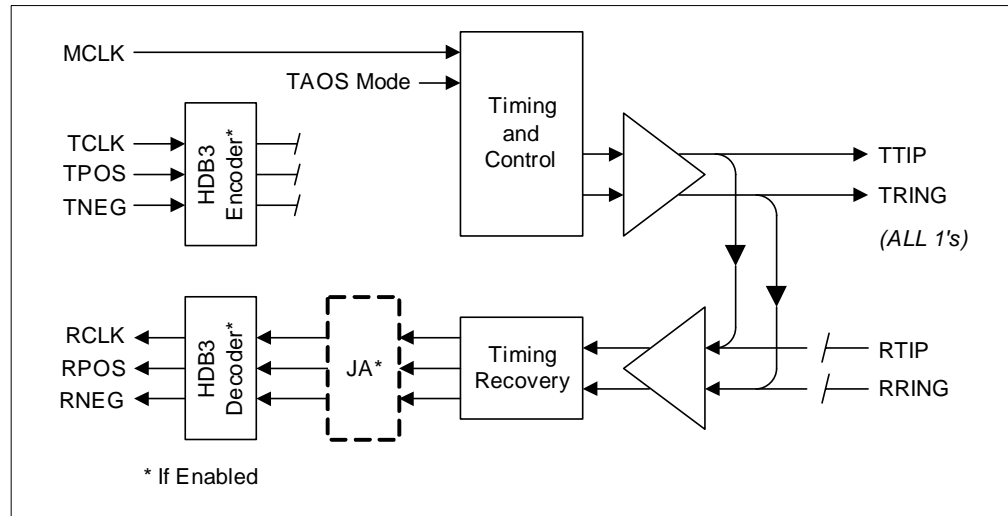 MCLK
TAOS Mode
Timing
and
Control
TCLK
TPOS
TNEG
HDB3
Encoder*
TTIP
TRING
(ALL 1's)
RCLK
RPOS
RNEG
HDB3
Decoder*
JA*
Timing
Recovery
RTIP
RRING
* If Enabled